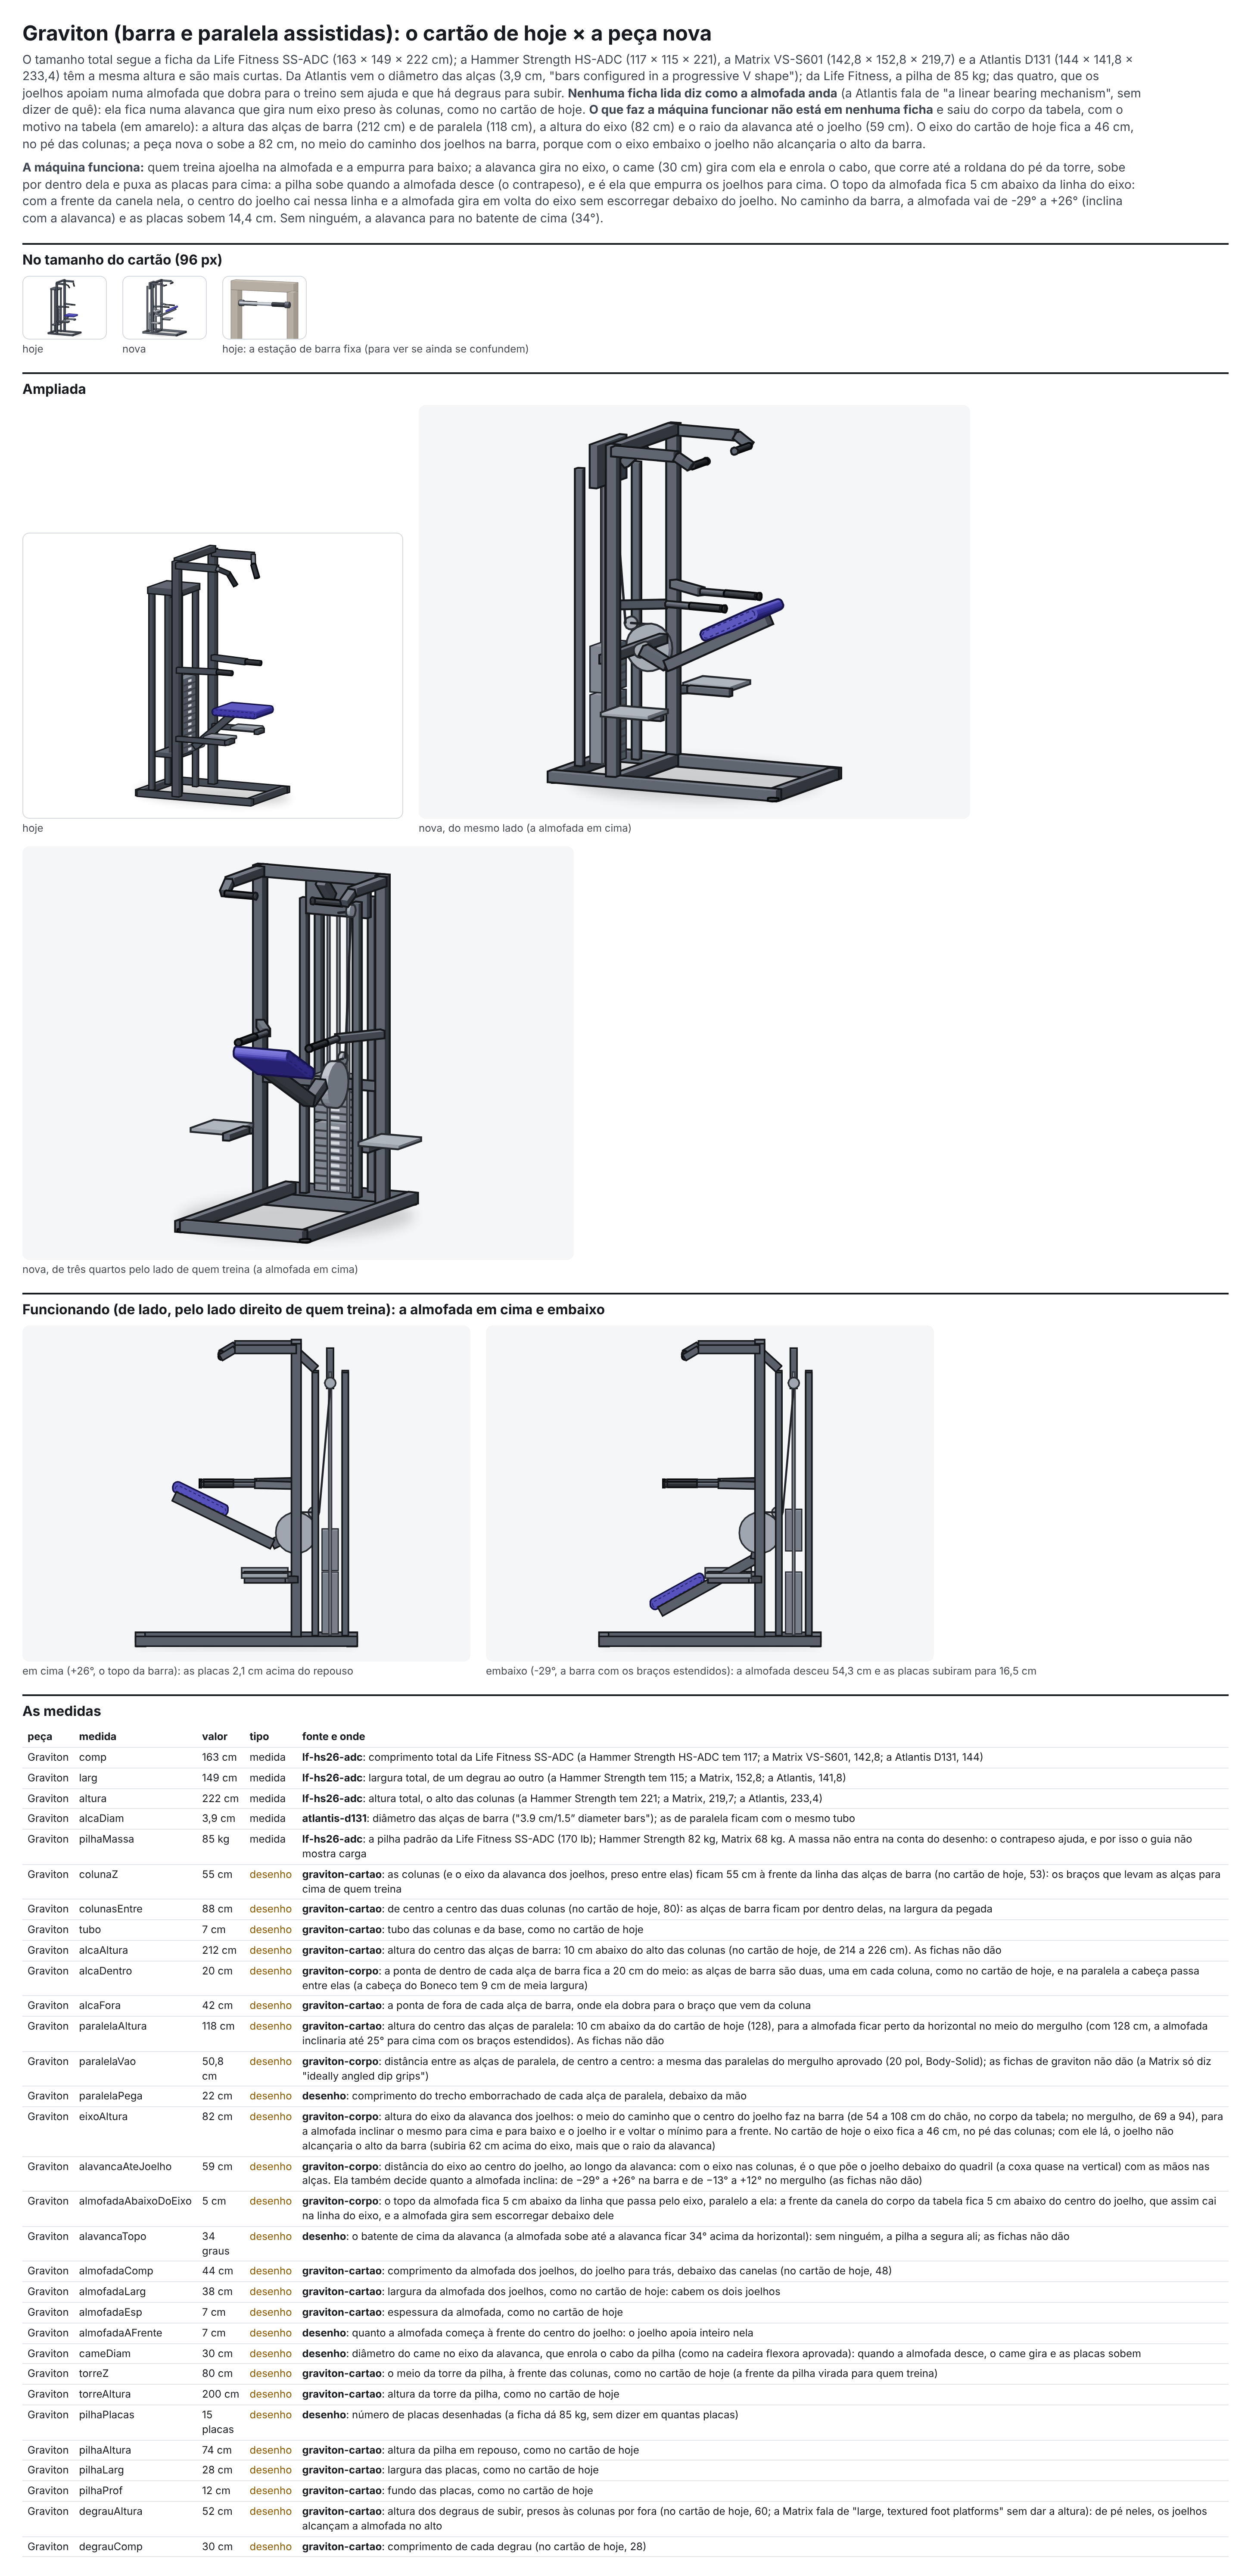 Graviton (barra e paralela assistidas): o cartão de hoje × a peça nova
O tamanho total segue a ficha da Life Fitness SS-ADC (163 × 149 × 222 cm); a Hammer Strength HS-ADC (117 × 115 × 221), a Matrix VS-S601 (142,8 × 152,8 × 219,7) e a Atlantis D131 (144 × 141,8 ×
233,4) têm a mesma altura e são mais curtas. Da Atlantis vem o diâmetro das alças (3,9 cm, "bars configured in a progressive V shape"); da Life Fitness, a pilha de 85 kg; das quatro, que os
joelhos apoiam numa almofada que dobra para o treino sem ajuda e que há degraus para subir. Nenhuma ficha lida diz como a almofada anda (a Atlantis fala de "a linear bearing mechanism", sem
dizer de quê): ela fica numa alavanca que gira num eixo preso às colunas, como no cartão de hoje. O que faz a máquina funcionar não está em nenhuma ficha e saiu do corpo da tabela, com o
motivo na tabela (em amarelo): a altura das alças de barra (212 cm) e de paralela (118 cm), a altura do eixo (82 cm) e o raio da alavanca até o joelho (59 cm). O eixo do cartão de hoje fica a 46 cm,
no pé das colunas; a peça nova o sobe a 82 cm, no meio do caminho dos joelhos na barra, porque com o eixo embaixo o joelho não alcançaria o alto da barra.
A máquina funciona: quem treina ajoelha na almofada e a empurra para baixo; a alavanca gira no eixo, o came (30 cm) gira com ela e enrola o cabo, que corre até a roldana do pé da torre, sobe
por dentro dela e puxa as placas para cima: a pilha sobe quando a almofada desce (o contrapeso), e é ela que empurra os joelhos para cima. O topo da almofada fica 5 cm abaixo da linha do eixo:
com a frente da canela nela, o centro do joelho cai nessa linha e a almofada gira em volta do eixo sem escorregar debaixo do joelho. No caminho da barra, a almofada vai de -29° a +26° (inclina
com a alavanca) e as placas sobem 14,4 cm. Sem ninguém, a alavanca para no batente de cima (34°).
No tamanho do cartão (96 px)
hoje
nova
hoje: a estação de barra fixa (para ver se ainda se confundem)
Ampliada
hoje
nova, do mesmo lado (a almofada em cima)
nova, de três quartos pelo lado de quem treina (a almofada em cima)
Funcionando (de lado, pelo lado direito de quem treina): a almofada em cima e embaixo
em cima (+26°, o topo da barra): as placas 2,1 cm acima do repouso
embaixo (-29°, a barra com os braços estendidos): a almofada desceu 54,3 cm e as placas subiram para 16,5 cm
As medidas
peça medida valor tipo fonte e onde
Graviton comp 163 cm medida lf-hs26-adc: comprimento total da Life Fitness SS-ADC (a Hammer Strength HS-ADC tem 117; a Matrix VS-S601, 142,8; a Atlantis D131, 144)
Graviton larg 149 cm medida lf-hs26-adc: largura total, de um degrau ao outro (a Hammer Strength tem 115; a Matrix, 152,8; a Atlantis, 141,8)
Graviton altura 222 cm medida lf-hs26-adc: altura total, o alto das colunas (a Hammer Strength tem 221; a Matrix, 219,7; a Atlantis, 233,4)
Graviton alcaDiam 3,9 cm medida atlantis-d131: diâmetro das alças de barra ("3.9 cm/1.5" diameter bars"); as de paralela ficam com o mesmo tubo
Graviton pilhaMassa 85 kg medida lf-hs26-adc: a pilha padrão da Life Fitness SS-ADC (170 lb); Hammer Strength 82 kg, Matrix 68 kg. A massa não entra na conta do desenho: o contrapeso ajuda, e por isso o guia não
mostra carga
Graviton colunaZ 55 cm desenho graviton-cartao: as colunas (e o eixo da alavanca dos joelhos, preso entre elas) ficam 55 cm à frente da linha das alças de barra (no cartão de hoje, 53): os braços que levam as alças para
cima de quem treina
Graviton colunasEntre 88 cm desenho graviton-cartao: de centro a centro das duas colunas (no cartão de hoje, 80): as alças de barra ficam por dentro delas, na largura da pegada
Graviton tubo 7 cm desenho graviton-cartao: tubo das colunas e da base, como no cartão de hoje
Graviton alcaAltura 212 cm desenho graviton-cartao: altura do centro das alças de barra: 10 cm abaixo do alto das colunas (no cartão de hoje, de 214 a 226 cm). As fichas não dão
Graviton alcaDentro 20 cm desenho graviton-corpo: a ponta de dentro de cada alça de barra fica a 20 cm do meio: as alças de barra são duas, uma em cada coluna, como no cartão de hoje, e na paralela a cabeça passa
entre elas (a cabeça do Boneco tem 9 cm de meia largura)
Graviton alcaFora 42 cm desenho graviton-cartao: a ponta de fora de cada alça de barra, onde ela dobra para o braço que vem da coluna
Graviton paralelaAltura 118 cm desenho graviton-cartao: altura do centro das alças de paralela: 10 cm abaixo da do cartão de hoje (128), para a almofada ficar perto da horizontal no meio do mergulho (com 128 cm, a almofada
inclinaria até 25° para cima com os braços estendidos). As fichas não dão
Graviton paralelaVao 50,8 desenho graviton-corpo: distância entre as alças de paralela, de centro a centro: a mesma das paralelas do mergulho aprovado (20 pol, Body-Solid); as fichas de graviton não dão (a Matrix só diz
cm "ideally angled dip grips")
Graviton paralelaPega 22 cm desenho desenho: comprimento do trecho emborrachado de cada alça de paralela, debaixo da mão
Graviton eixoAltura 82 cm desenho graviton-corpo: altura do eixo da alavanca dos joelhos: o meio do caminho que o centro do joelho faz na barra (de 54 a 108 cm do chão, no corpo da tabela; no mergulho, de 69 a 94), para
a almofada inclinar o mesmo para cima e para baixo e o joelho ir e voltar o mínimo para a frente. No cartão de hoje o eixo fica a 46 cm, no pé das colunas; com ele lá, o joelho não
alcançaria o alto da barra (subiria 62 cm acima do eixo, mais que o raio da alavanca)
Graviton alavancaAteJoelho 59 cm desenho graviton-corpo: distância do eixo ao centro do joelho, ao longo da alavanca: com o eixo nas colunas, é o que põe o joelho debaixo do quadril (a coxa quase na vertical) com as mãos nas
alças. Ela também decide quanto a almofada inclina: de −29° a +26° na barra e de −13° a +12° no mergulho (as fichas não dão)
Graviton almofadaAbaixoDoEixo 5 cm desenho graviton-corpo: o topo da almofada fica 5 cm abaixo da linha que passa pelo eixo, paralelo a ela: a frente da canela do corpo da tabela fica 5 cm abaixo do centro do joelho, que assim cai
na linha do eixo, e a almofada gira sem escorregar debaixo dele
Graviton alavancaTopo 34 desenho desenho: o batente de cima da alavanca (a almofada sobe até a alavanca ficar 34° acima da horizontal): sem ninguém, a pilha a segura ali; as fichas não dão
graus
Graviton almofadaComp 44 cm desenho graviton-cartao: comprimento da almofada dos joelhos, do joelho para trás, debaixo das canelas (no cartão de hoje, 48)
Graviton almofadaLarg 38 cm desenho graviton-cartao: largura da almofada dos joelhos, como no cartão de hoje: cabem os dois joelhos
Graviton almofadaEsp 7 cm desenho graviton-cartao: espessura da almofada, como no cartão de hoje
Graviton almofadaAFrente 7 cm desenho desenho: quanto a almofada começa à frente do centro do joelho: o joelho apoia inteiro nela
Graviton cameDiam 30 cm desenho desenho: diâmetro do came no eixo da alavanca, que enrola o cabo da pilha (como na cadeira flexora aprovada): quando a almofada desce, o came gira e as placas sobem
Graviton torreZ 80 cm desenho graviton-cartao: o meio da torre da pilha, à frente das colunas, como no cartão de hoje (a frente da pilha virada para quem treina)
Graviton torreAltura 200 cm desenho graviton-cartao: altura da torre da pilha, como no cartão de hoje
Graviton pilhaPlacas 15 desenho desenho: número de placas desenhadas (a ficha dá 85 kg, sem dizer em quantas placas)
placas
Graviton pilhaAltura 74 cm desenho graviton-cartao: altura da pilha em repouso, como no cartão de hoje
Graviton pilhaLarg 28 cm desenho graviton-cartao: largura das placas, como no cartão de hoje
Graviton pilhaProf 12 cm desenho graviton-cartao: fundo das placas, como no cartão de hoje
Graviton degrauAltura 52 cm desenho graviton-cartao: altura dos degraus de subir, presos às colunas por fora (no cartão de hoje, 60; a Matrix fala de "large, textured foot platforms" sem dar a altura): de pé neles, os joelhos
alcançam a almofada no alto
Graviton degrauComp 30 cm desenho graviton-cartao: comprimento de cada degrau (no cartão de hoje, 28)